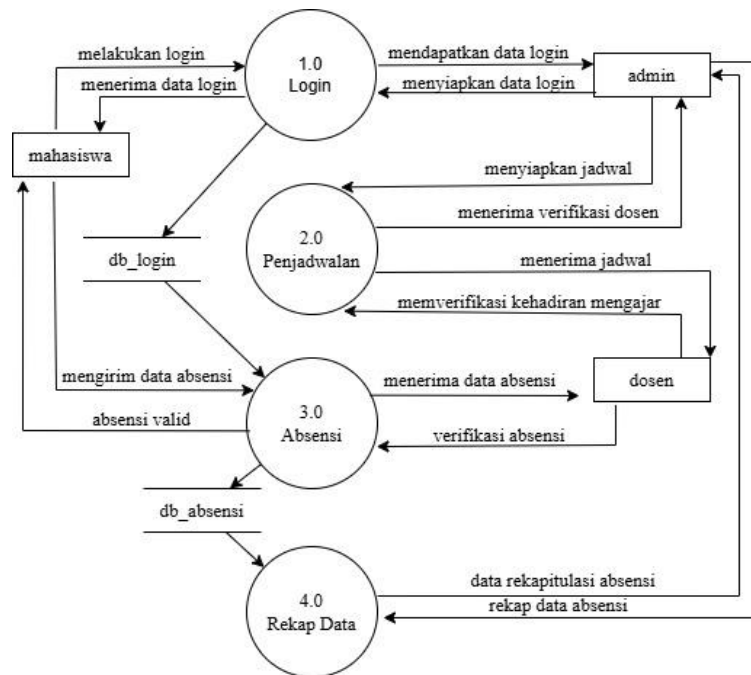 melakukan login
menerima data login
1.0
Login
mendapatkan data login
menyiapkan data login
admin
mahasiswa
menyiapkan jadwal
menerima verifikasi dosen
2.0
Penjadwalan
db_login
menerima jadwal
memverifikasi kehadiran mengajar
mengirim data absensi
absensi valid
3.0
Absensi
menerima data absensi
verifikasi absensi
dosen
db_absensi
4.0
Rekap Data
data rekapitulasi absensi
rekap data absensi